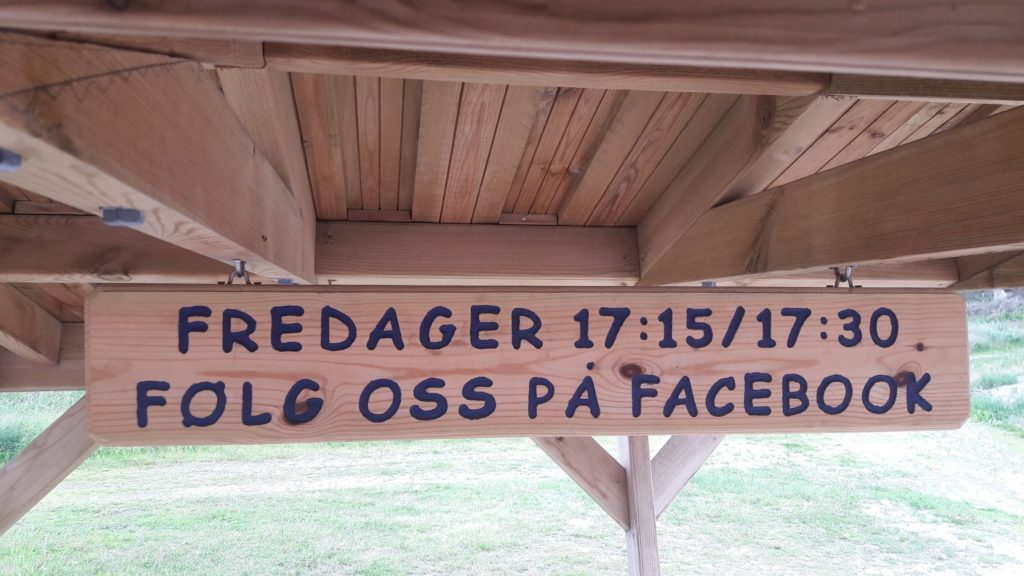 FREDAGER 17:15/17:30
FØLG OSS PÅ FACEBOOK